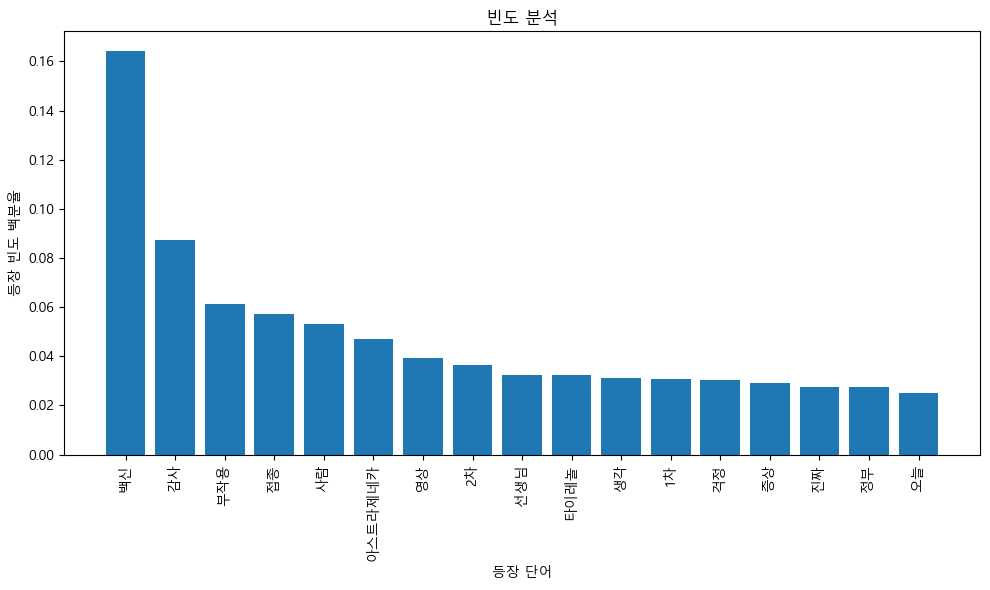 빈도 분석
등장 빈도 백분율
0.16
0.14
0.12
0.10
0.08
0.06
0.04
0.02
0.00
백신
감사
부작용
접종
사람
아스트라제네카
영상
2차
선생님
타이레놀
생각
1차
걱정
증상
진짜
정부
오늘
등장 단어